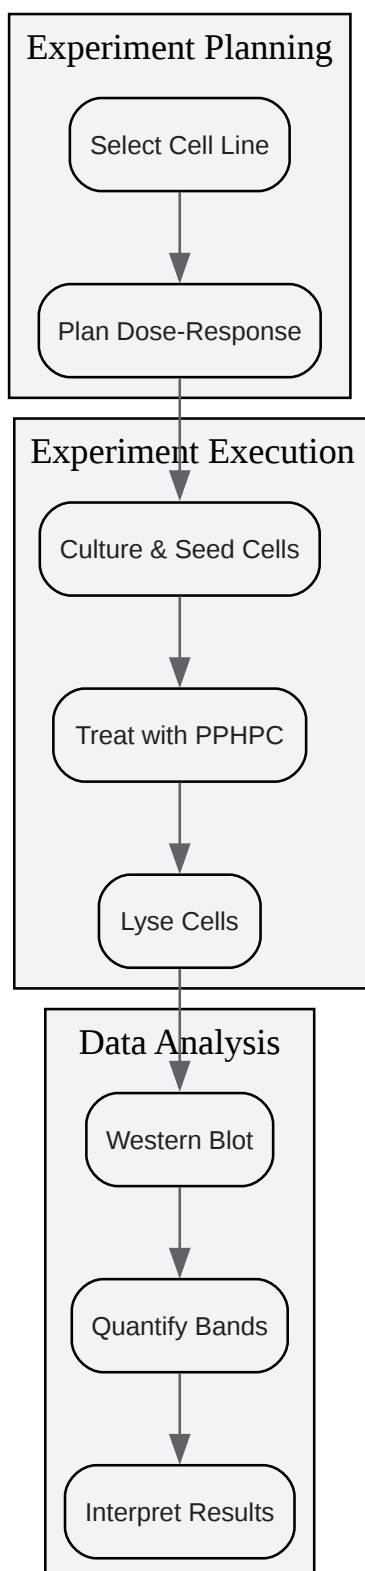 Experiment Planning
Select Cell Line
Plan Dose-Response
Experiment Execution
Culture & Seed Cells
Treat with PPHPC
Lyse Cells
Data Analysis
Western Blot
Quantify Bands
Interpret Results